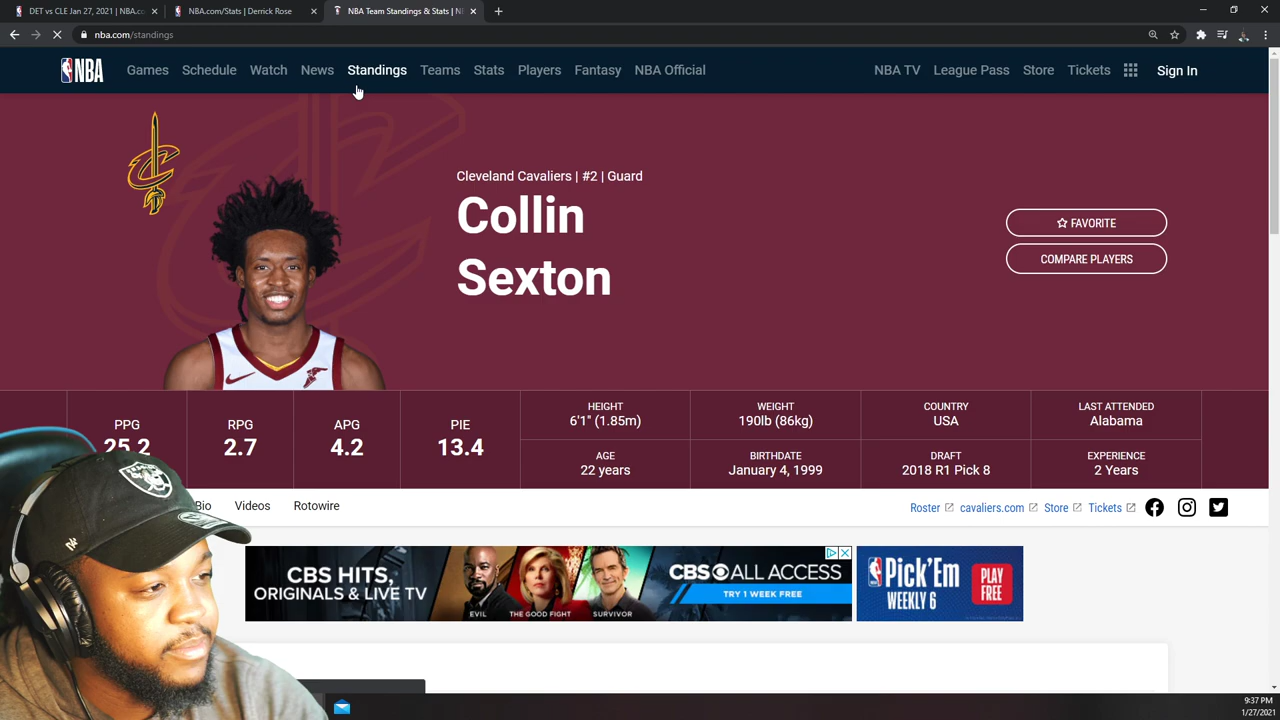 DET vs CLE Jan 27, 2021 | NBA.co
NBA.com/Stats | Derrick Rose
NBA Team Standings & Stats | N
nba.com/standings
NBA Games Schedule Watch News Standings Teams Stats Players Fantasy NBA Official NBA TV League Pass Store Tickets Sign In
Cleveland Cavaliers | #2 | Guard
Collin
Sexton
FAVORITE
COMPARE PLAYERS
PPG
25.2
RPG
2.7
APG
4.2
PIE
13.4
HEIGHT
6'1" (1.85m)
WEIGHT
190lb (86kg)
COUNTRY
USA
LAST ATTENDED
Alabama
AGE
22 years
BIRTHDATE
January 4, 1999
DRAFT
2018 R1 Pick 8
EXPERIENCE
2 Years
Bio Videos Rotowire
Roster cavaliers.com Store Tickets
CBS HITS,
ORIGINALS & LIVE TV
EVIL THE GOOD FIGHT SURVIVOR
CBS ALL ACCESS
TRY 1 WEEK FREE
NBA Pick'Em
WEEKLY 6
PLAY
FREE
9:37 PM
1/27/2021